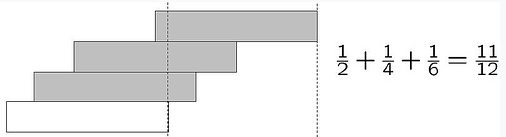 1/2 + 1/4 + 1/6 = 11/12